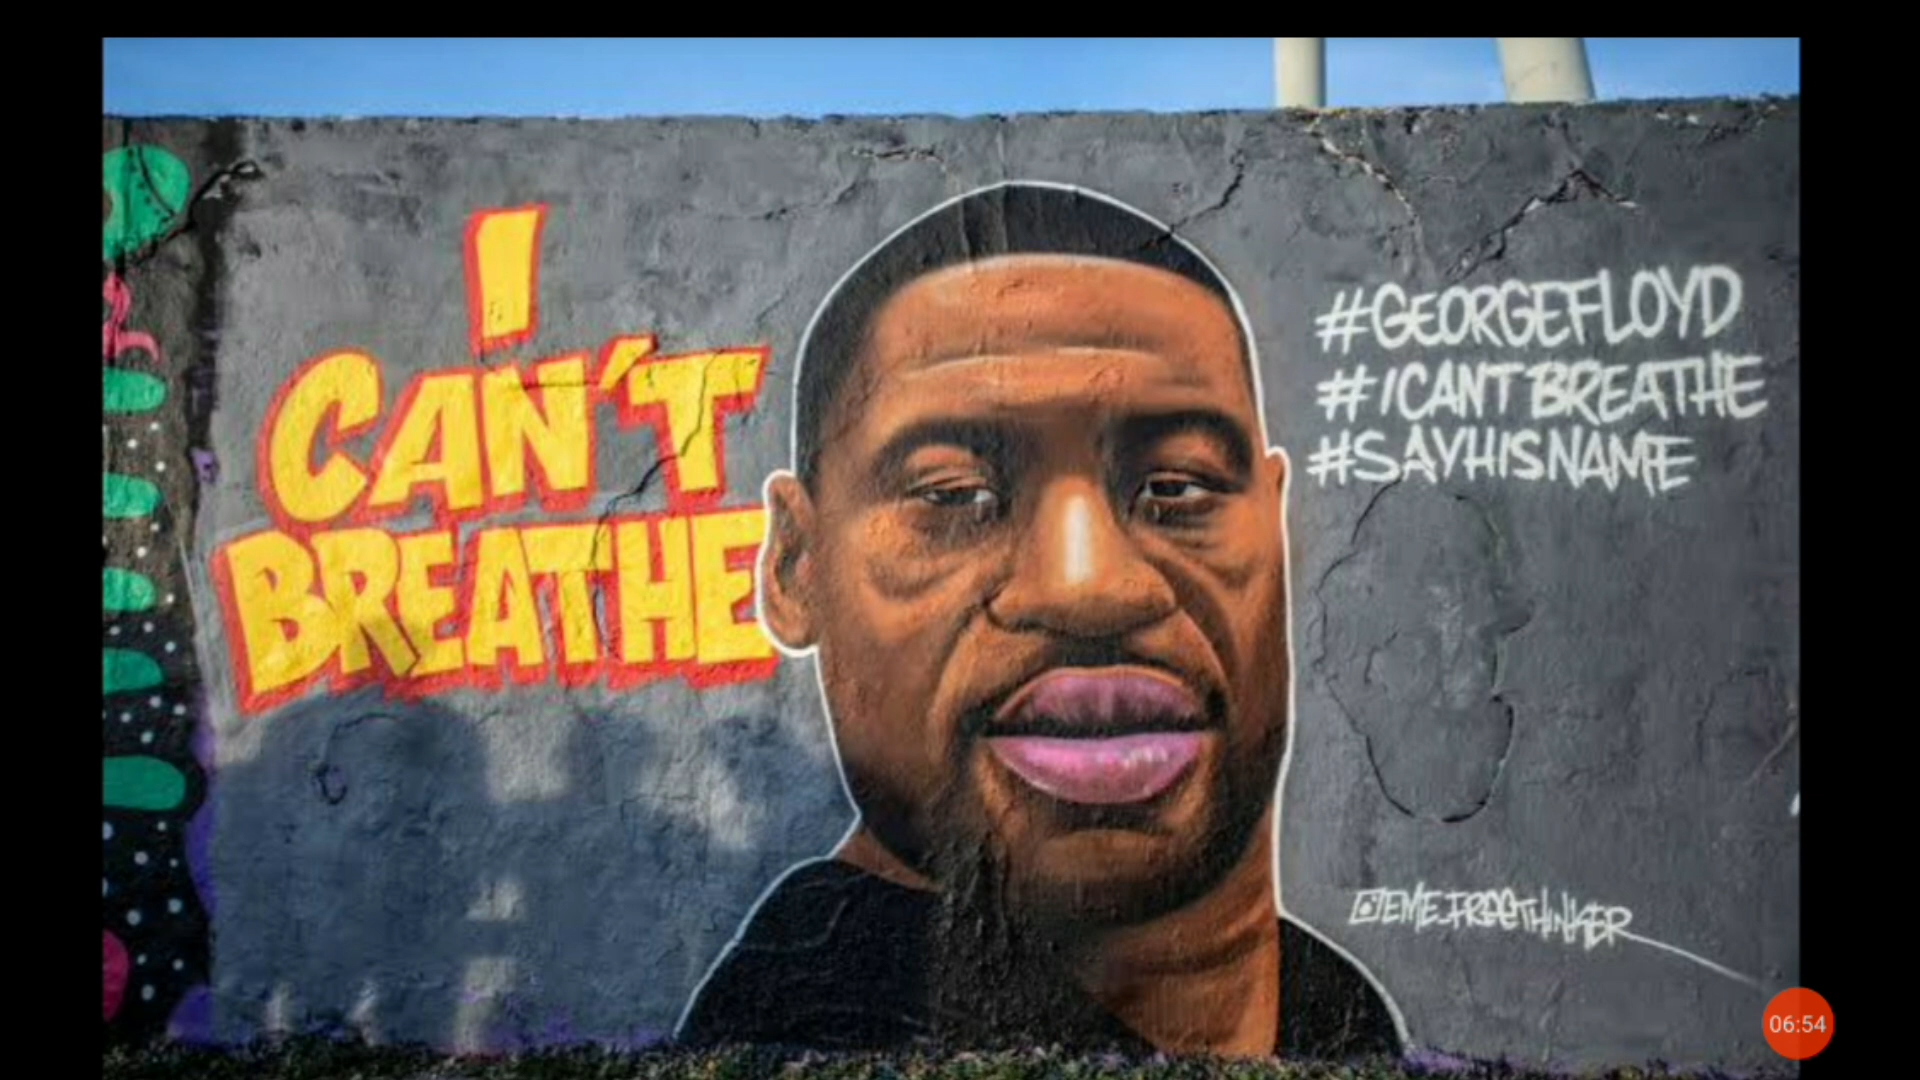 I
CAN'T
BREATHE
#GEORGEFLOYD
#ICANTBREATHE
#SAYHISNAME
@EME_FREETHINKER
06:54